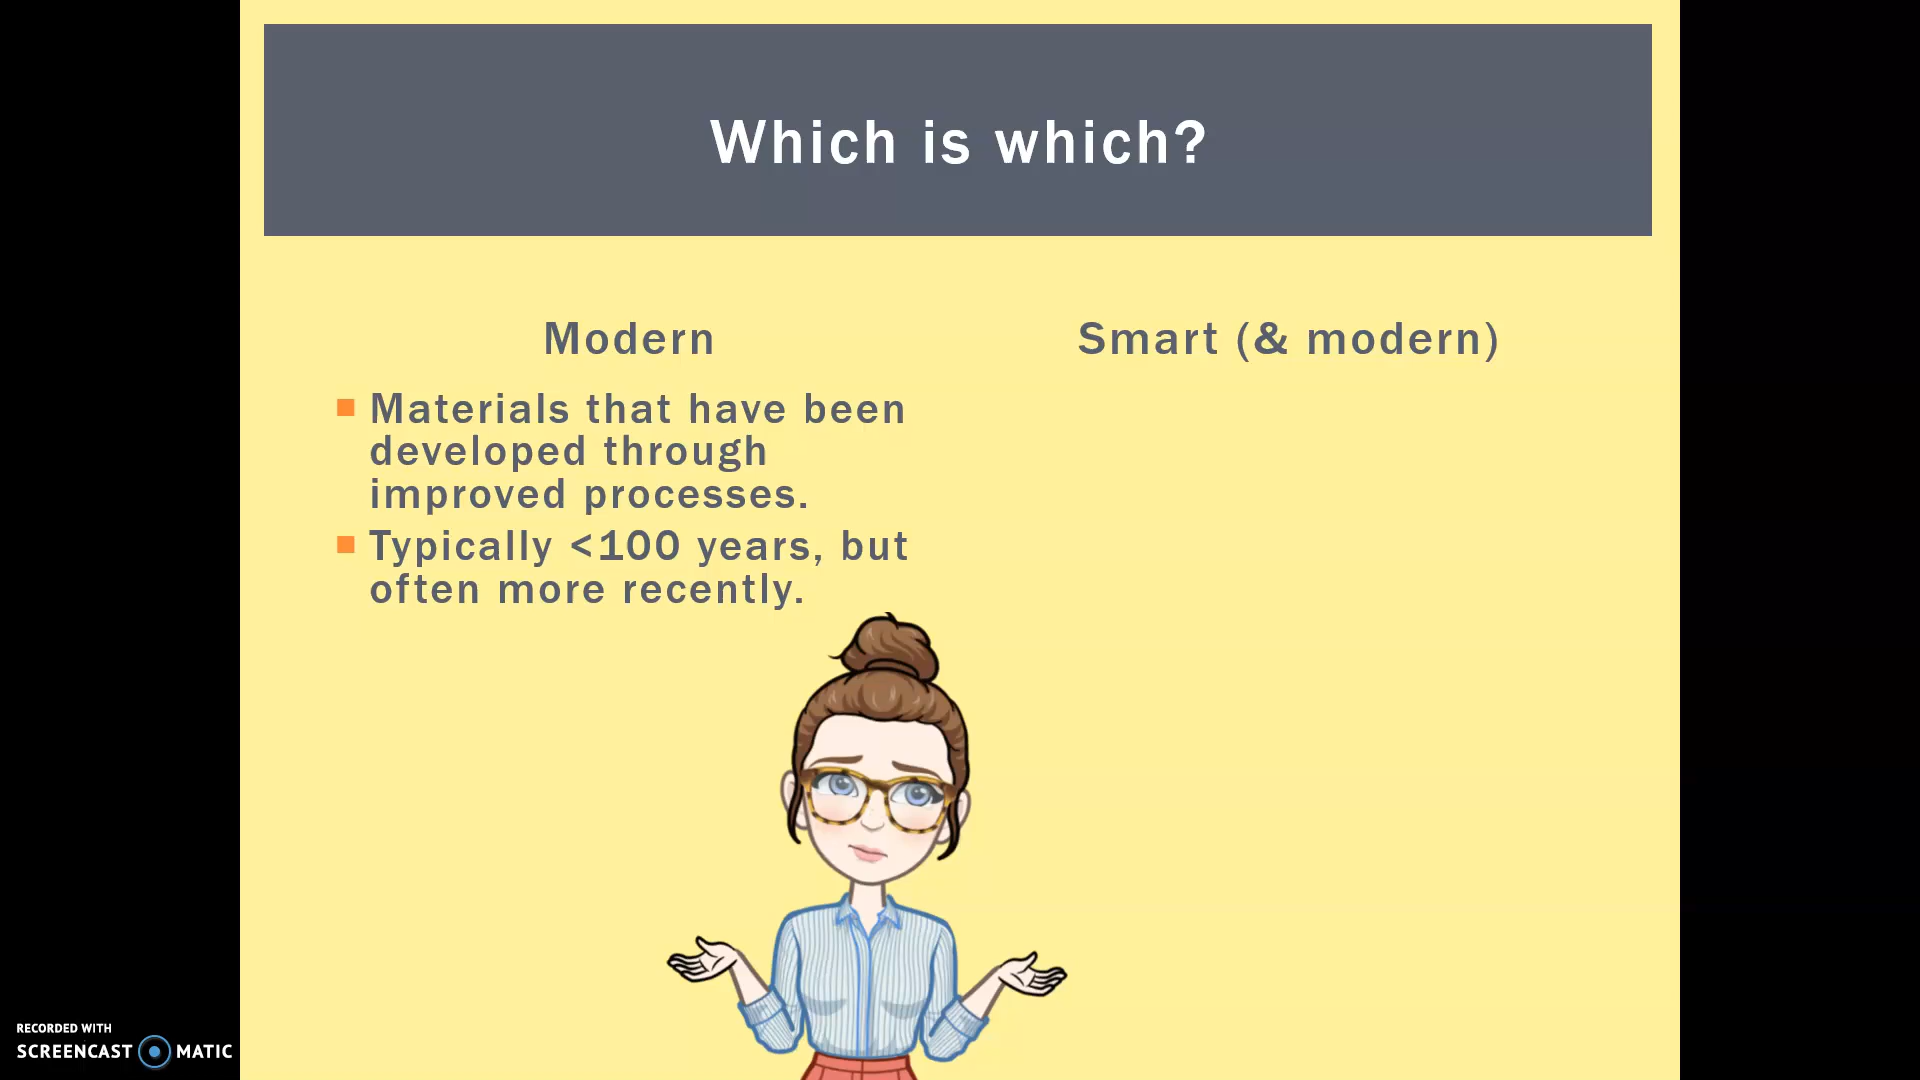 Which is which?
Modern
Materials that have been
developed through
improved processes.
Typically <100 years, but
often more recently.
Smart (& modern)
RECORDED WITH
SCREENCAST MATIC